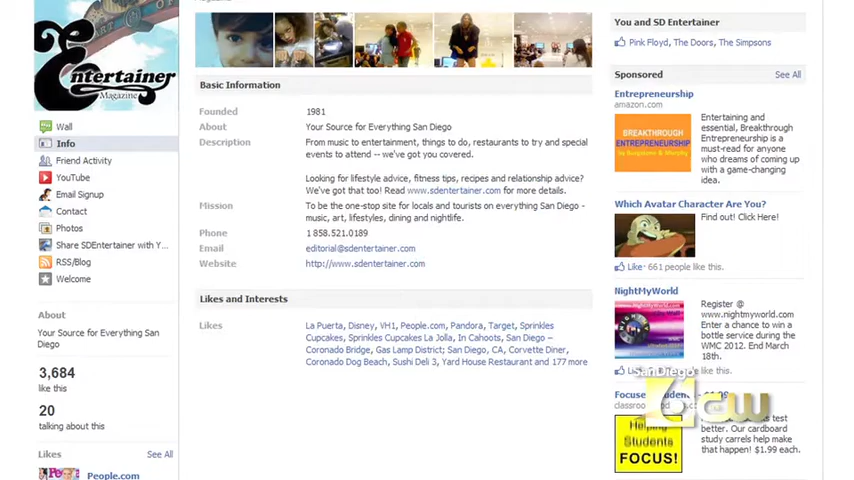 Entertainer
Magazine
Wall
Info
Friend Activity
YouTube
Email Signup
Contact
Photos
Share SDEntertainer with Y...
RSS/Blog
Welcome
About
Your Source for Everything San
Diego
3,684
like this
20
talking about this
Likes
See All
People.com
Basic Information
Founded
1981
About
Your Source for Everything San Diego
Description
From music to entertainment, things to do, restaurants to try and special
events to attend -- we've got you covered.
Looking for lifestyle advice, fitness tips, recipes and relationship advice?
We've got that too! Read www.sdentertainer.com for more details.
Mission
To be the one-stop site for locals and tourists on everything San Diego -
music, art, lifestyles, dining and nightlife.
Phone
1 858.521.0189
Email
editorial@sdentertainer.com
Website
http://www.sdentertainer.com
Likes and Interests
Likes
La Puerta, Disney, VH1, People.com, Pandora, Target, Sprinkles
Cupcakes, Sprinkles Cupcakes La Jolla, In Cahoots, San Diego –
Coronado Bridge, Gas Lamp District; San Diego, CA, Corvette Diner,
Coronado Dog Beach, Sushi Deli 3, Yard House Restaurant and 177 more
You and SD Entertainer
Pink Floyd, The Doors, The Simpsons
Sponsored
See All
Entrepreneurship
amazon.com
BREAKTHROUGH
ENTREPRENEURSHIP
Entertaining and
essential, Breakthrough
Entrepreneurship is a
must-read for anyone
who dreams of coming up
with a game-changing
idea.
Which Avatar Character Are You?
Find out! Click Here!
Like · 661 people like this.
NightMyWorld
Register @
www.nightmyworld.com
Enter a chance to win a
bottle service during the
WMC 2012. End March
18th.
San Diego
6 CW
better. Our cardboard
study carrels help make
that happen! $1.99 each.
Helping
Students
FOCUS!